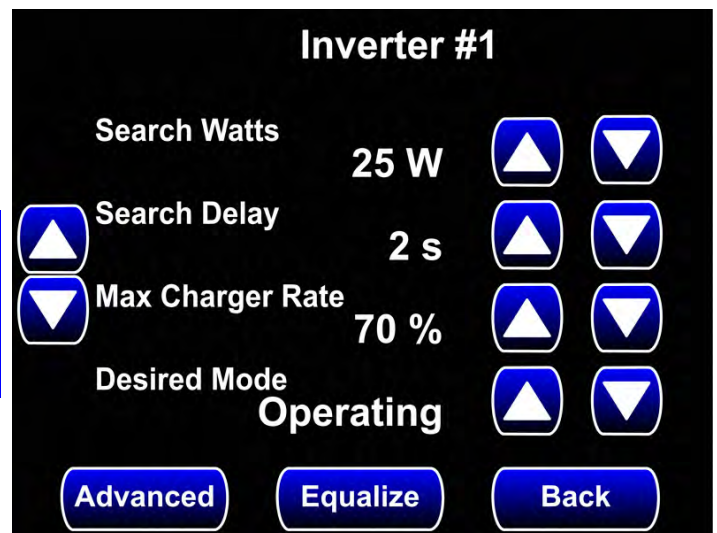 Inverter #1
Search Watts
25 W
Search Delay
2 s
Max Charger Rate
70 %
Desired Mode
Operating
Advanced Equalize Back